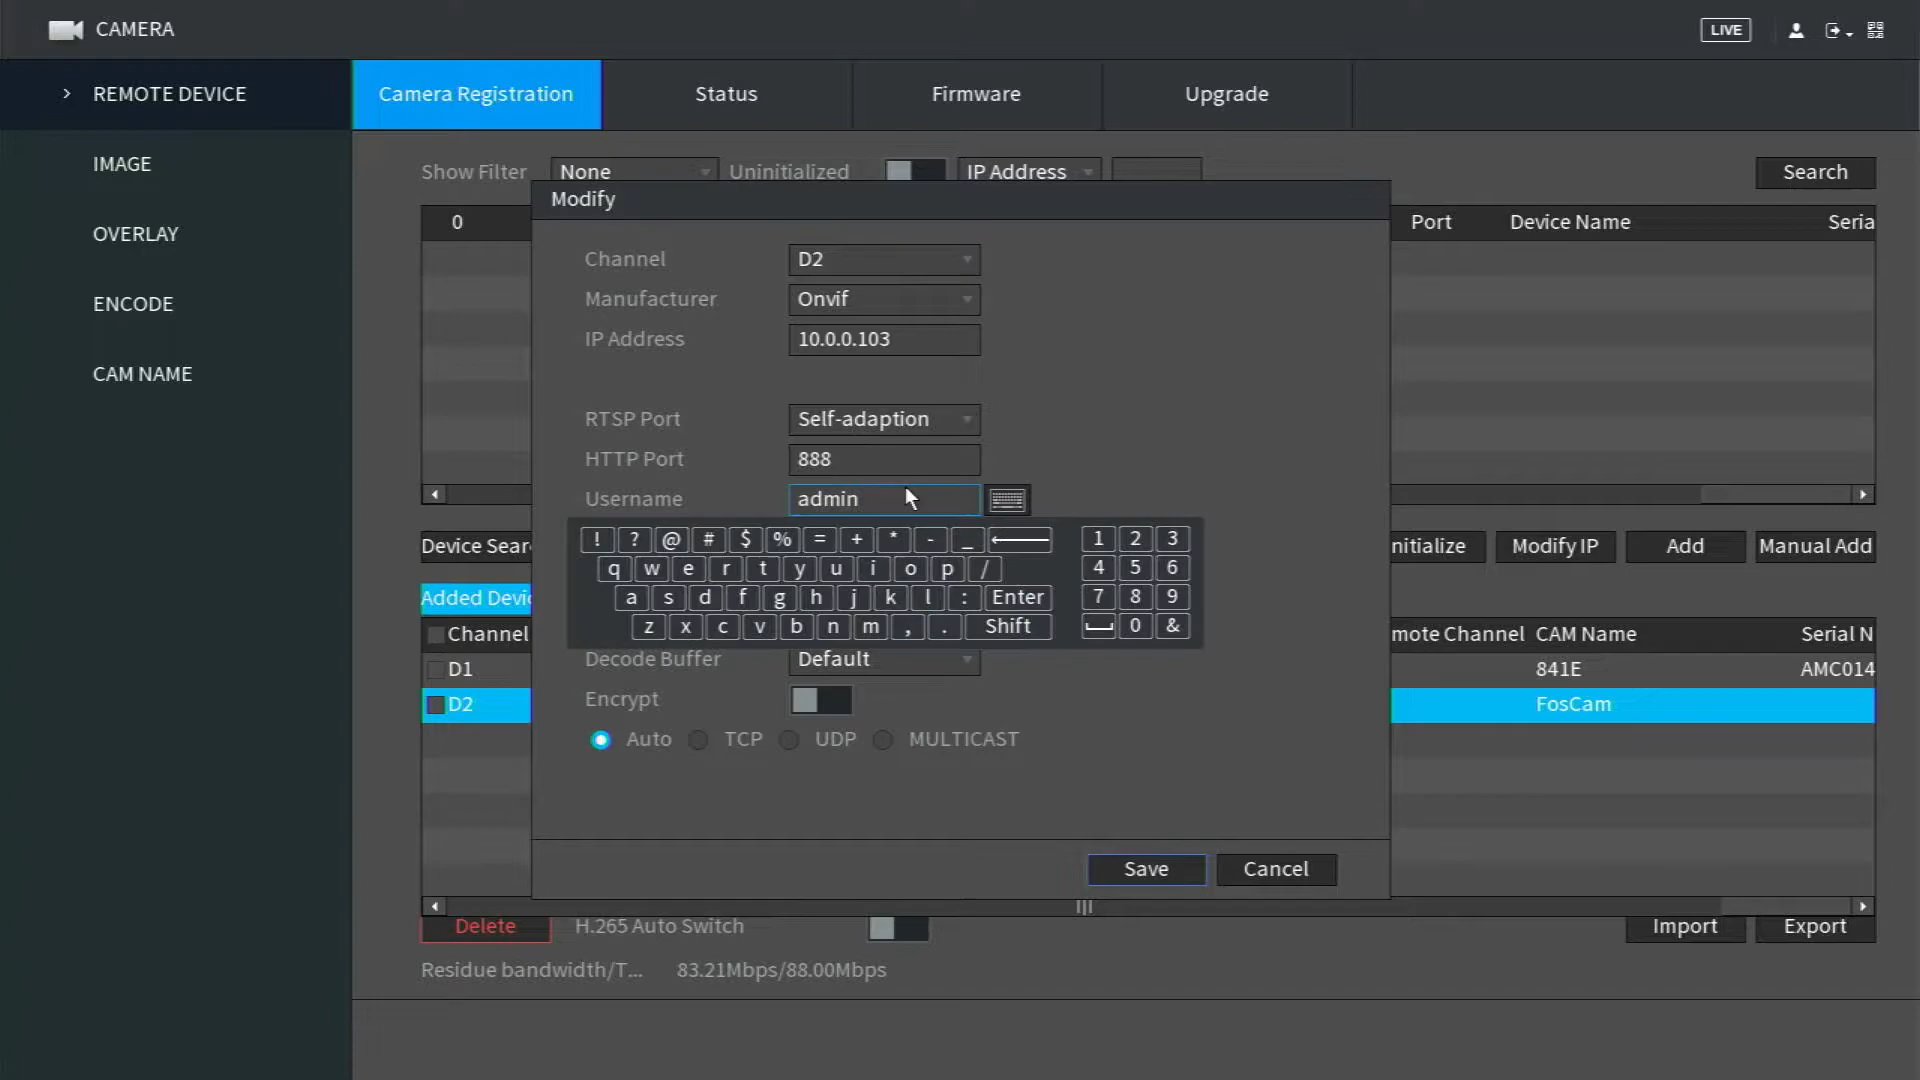 CAMERA
LIVE
REMOTE DEVICE
IMAGE
OVERLAY
ENCODE
CAM NAME
Camera Registration
Status
Firmware
Upgrade
Show Filter
None
Uninitialized
IP Address
Search
0
Port
Device Name
Seria
Modify
Channel
D2
Manufacturer
Onvif
IP Address
10.0.0.103
RTSP Port
Self-adaption
HTTP Port
888
Username
admin
! ? @ # $ % = + * - _ 1 2 3
q w e r t y u i o p / 4 5 6
a s d f g h j k l : Enter 7 8 9
z x c v b n m , . Shift 0 &
Device Sear
nitialize
Modify IP
Add
Manual Add
Added Devic
Channel
mote Channel
CAM Name
Serial N
D1
841E
AMC014
D2
FosCam
Decode Buffer
Default
Encrypt
Auto
TCP
UDP
MULTICAST
Save
Cancel
Delete
H.265 Auto Switch
Import
Export
Residue bandwidth/T...
83.21Mbps/88.00Mbps